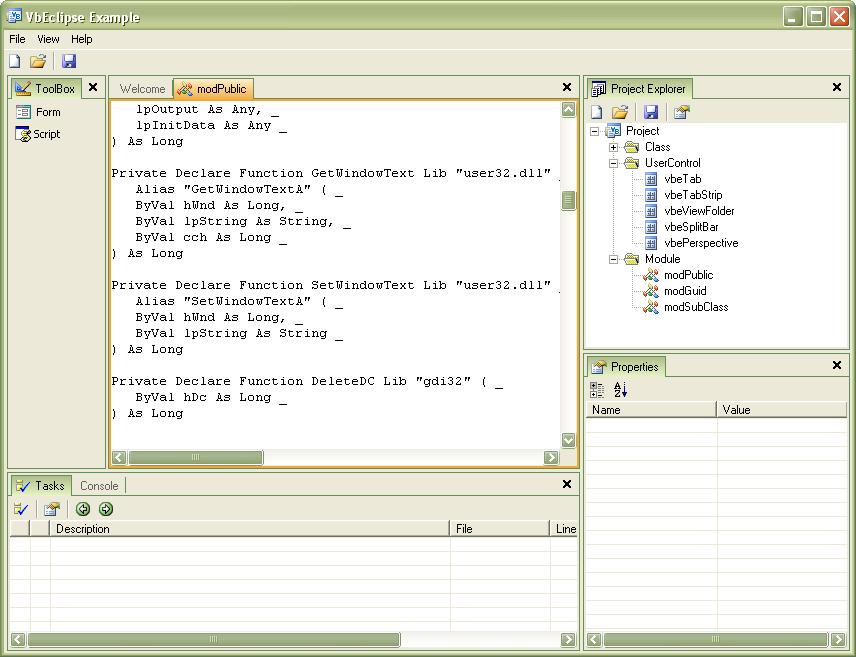 VbEclipse Example
File View Help
ToolBox
Form
Script
Welcome modPublic
lpOutput As Any, _
lpInitData As Any _
) As Long
Private Declare Function GetWindowText Lib "user32.dll"
Alias "GetWindowTextA" ( _
ByVal hWnd As Long, _
ByVal lpString As String, _
ByVal cch As Long _
) As Long
Private Declare Function SetWindowText Lib "user32.dll"
Alias "SetWindowTextA" ( _
ByVal hWnd As Long, _
ByVal lpString As String _
) As Long
Private Declare Function DeleteDC Lib "gdi32" ( _
ByVal hDc As Long _
) As Long
Project Explorer
Project
Class
UserControl
vbeTab
vbeTabStrip
vbeViewFolder
vbeSplitBar
vbePerspective
Module
modPublic
modGuid
modSubClass
Properties
Name Value
Tasks Console
Description File Line